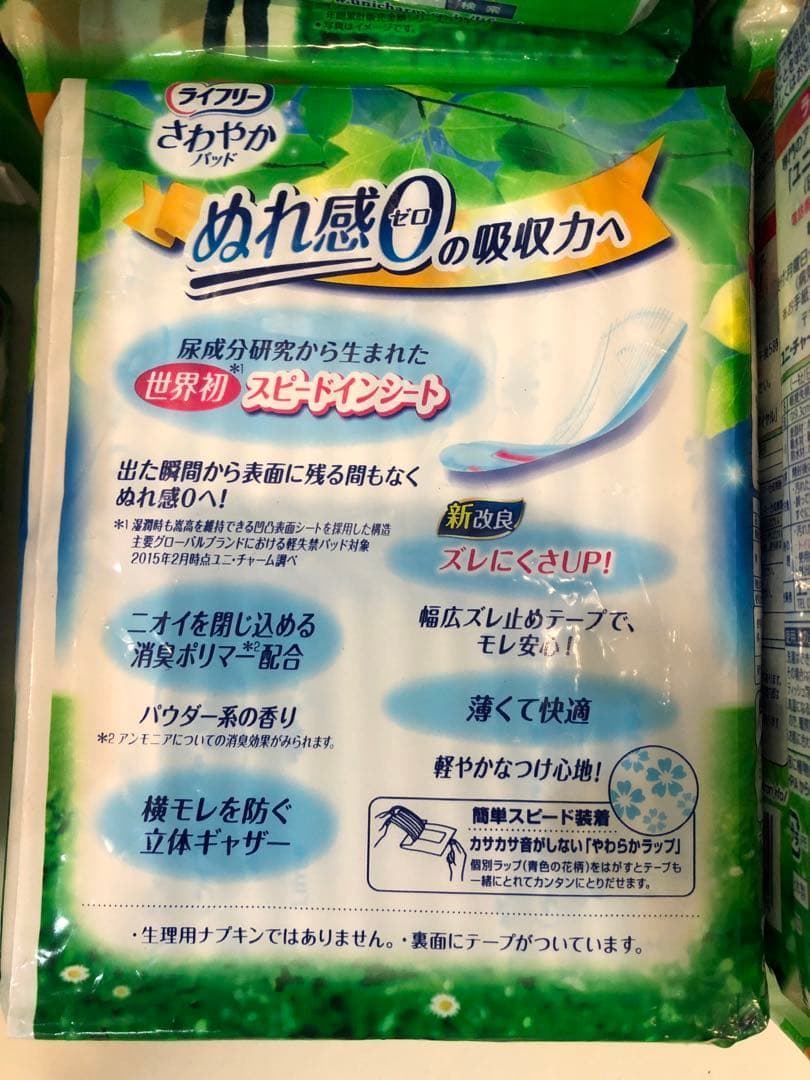 www.unicharm
検索
・写真はイメージです。
ライフリー
さわやか
パッド
ぬれ感0の吸収力へ
ゼロ
尿成分研究から生まれた
世界初*1 スピードインシート
出た瞬間から表面に残る間もなく
ぬれ感0へ!
*1 湿潤時も嵩高を維持できる凹凸表面シートを採用した構造
主要グローバルブランドにおける軽失禁パッド対象
2015年2月時点ユニ・チャーム調べ
新改良
ズレにくさUP!
幅広ズレ止めテープで、
モレ安心!
ニオイを閉じ込める
消臭ポリマー*2配合
パウダー系の香り
*2 アンモニアについての消臭効果がみられます。
薄くて快適
軽やかなつけ心地!
横モレを防ぐ
立体ギャザー
簡単スピード装着
カサカサ音がしない「やわらかラップ」
個別ラップ(青色の花柄)をはがすとテープも
一緒にとれてカンタンにとりだせます。
・生理用ナプキンではありません。・裏面にテープがついています。